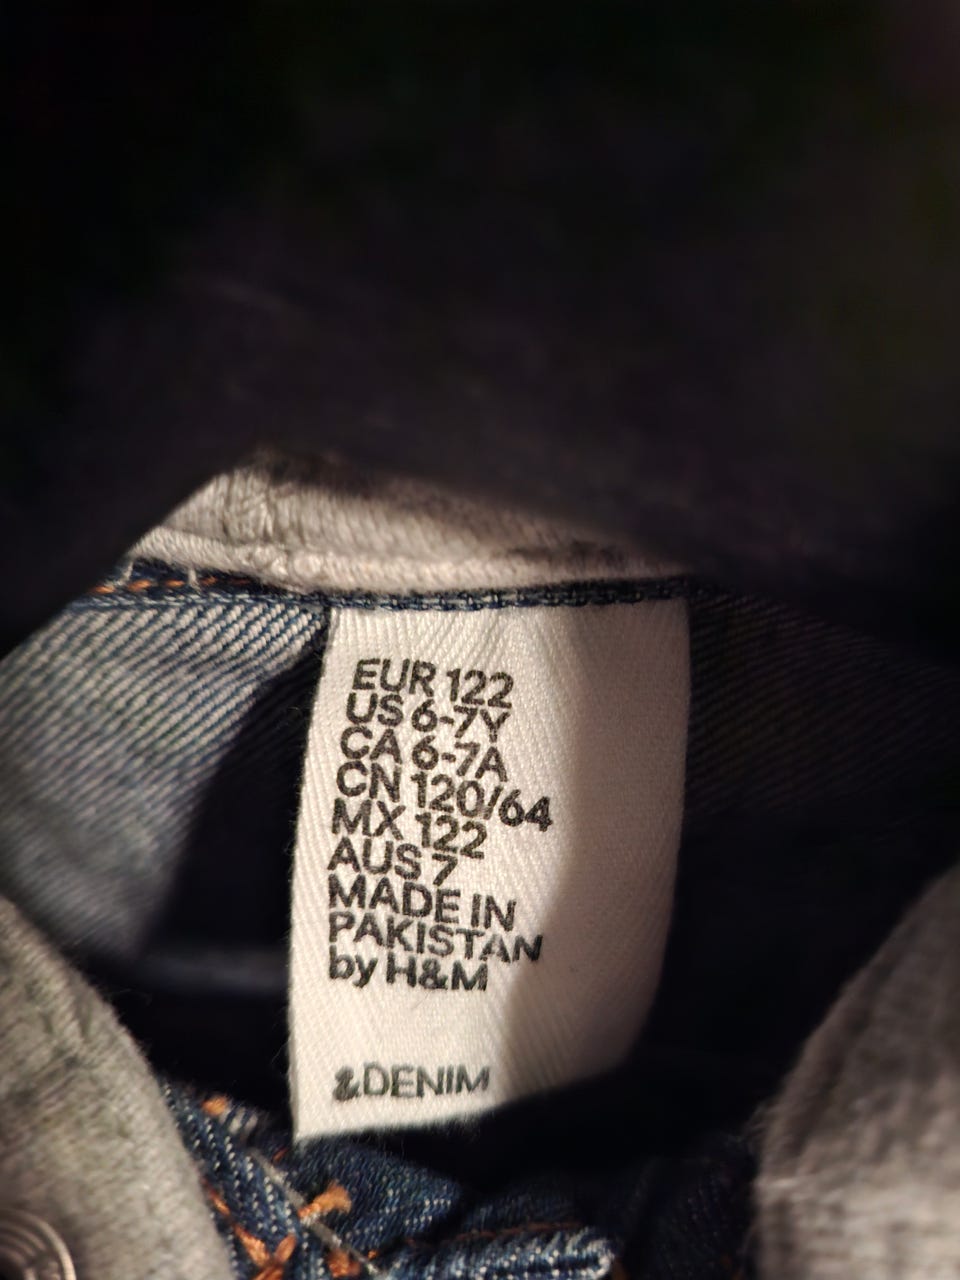 EUR 122
US 6-7Y
CA 6-7A
CN 120/64
MX 122
AUS 7
MADE IN
PAKISTAN
by H&M
&DENIM